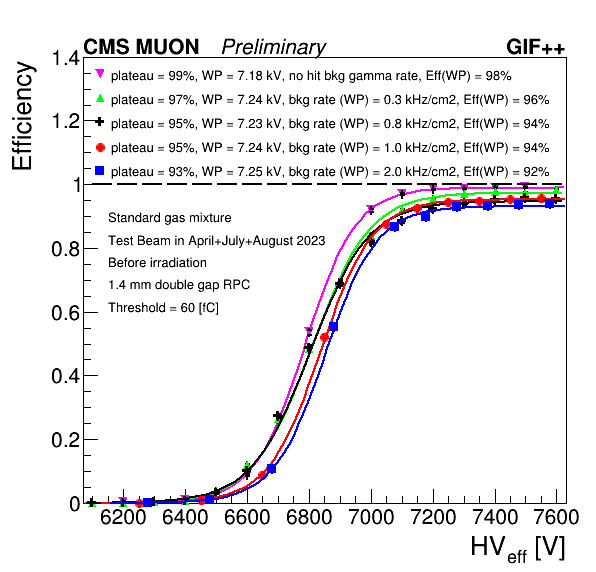 CMS MUON Preliminary GIF++
Efficiency
1.4
1.2
1
0.8
0.6
0.4
0.2
0
plateau = 99%, WP = 7.18 kV, no hit bkg gamma rate, Eff(WP) = 98%
plateau = 97%, WP = 7.24 kV, bkg rate (WP) = 0.3 kHz/cm2, Eff(WP) = 96%
plateau = 95%, WP = 7.23 kV, bkg rate (WP) = 0.8 kHz/cm2, Eff(WP) = 94%
plateau = 95%, WP = 7.24 kV, bkg rate (WP) = 1.0 kHz/cm2, Eff(WP) = 94%
plateau = 93%, WP = 7.25 kV, bkg rate (WP) = 2.0 kHz/cm2, Eff(WP) = 92%
Standard gas mixture
Test Beam in April+July+August 2023
Before irradiation
1.4 mm double gap RPC
Threshold = 60 [fC]
6200 6400 6600 6800 7000 7200 7400 7600
HVeff [V]